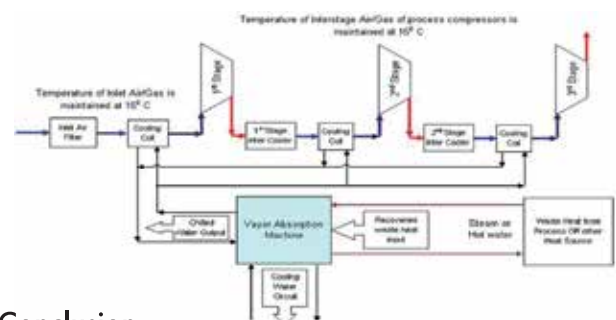 Temperature of Interstage Air/Gas of process compressors is
maintained at 16° C
Temperature of Inlet Air/Gas is
maintained at 16° C
1st Stage
2nd Stage
3rd Stage
Inlet Air
Filter
Cooling
Coil
1st Stage
Inter Cooler
Cooling
Coil
2nd Stage
Inter Cooler
Cooling
Coil
Chilled
Water Output
Vapor Absorption
Machine
Recovered
waste heat
input
Steam or
Hot water
Waste Heat from
Process OR other
Heat Source
Cooling
Water
Circuit
Conclusion